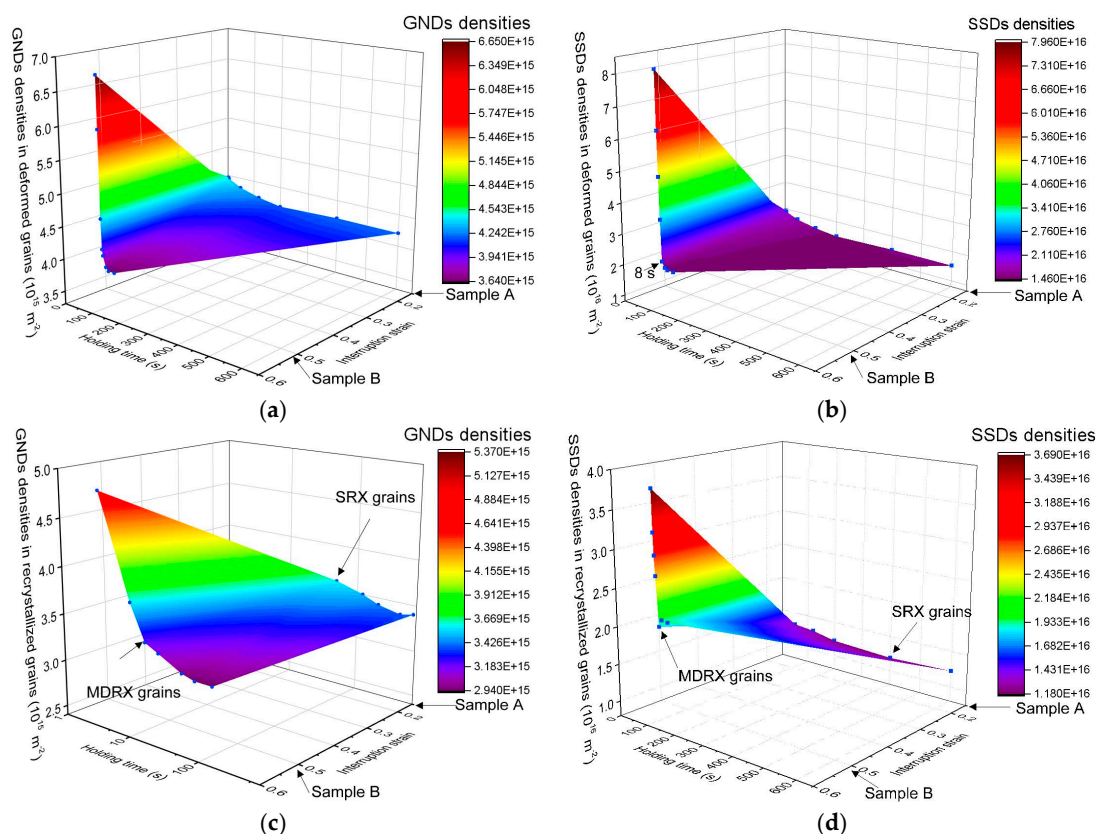 GNDs densities
6.650E+15
6.349E+15
6.048E+15
5.747E+15
5.446E+15
5.145E+15
4.844E+15
4.543E+15
4.242E+15
3.941E+15
3.640E+15
GNDs densities in deformed grains (10^15 m^-2)
7.0
6.5
6.0
5.5
5.0
4.5
4.0
3.5
100
200
300
400
500
600
Holding time (s)
0.2
0.3
0.4
0.5
0.6
Interruption strain
Sample A
Sample B
(a)
SSDs densities
7.960E+16
7.310E+16
6.660E+16
6.010E+16
5.360E+16
4.710E+16
4.060E+16
3.410E+16
2.760E+16
2.110E+16
1.460E+16
SSDs densities in deformed grains (10^16 m^-2)
8
7
6
5
4
3
2
1
8 s
100
200
300
400
500
600
Holding time (s)
0.2
0.3
0.4
0.5
0.6
Interruption strain
Sample A
Sample B
(b)
GNDs densities
5.370E+15
5.127E+15
4.884E+15
4.641E+15
4.398E+15
4.155E+15
3.912E+15
3.669E+15
3.426E+15
3.183E+15
2.940E+15
GNDs densities in recrystallized grains (10^15 m^-2)
5.0
4.5
4.0
3.5
3.0
2.5
SRX grains
MDRX grains
1
10
100
Holding time (s)
0.2
0.3
0.4
0.5
0.6
Interruption strain
Sample A
Sample B
(c)
SSDs densities
3.690E+16
3.439E+16
3.188E+16
2.937E+16
2.686E+16
2.435E+16
2.184E+16
1.933E+16
1.682E+16
1.431E+16
1.180E+16
SSDs densities in recrystallized grains (10^15 m^-2)
4.0
3.5
3.0
2.5
2.0
1.5
1.0
SRX grains
MDRX grains
0
100
200
300
400
500
600
Holding time (s)
0.2
0.3
0.4
0.5
0.6
Interruption strain
Sample A
Sample B
(d)